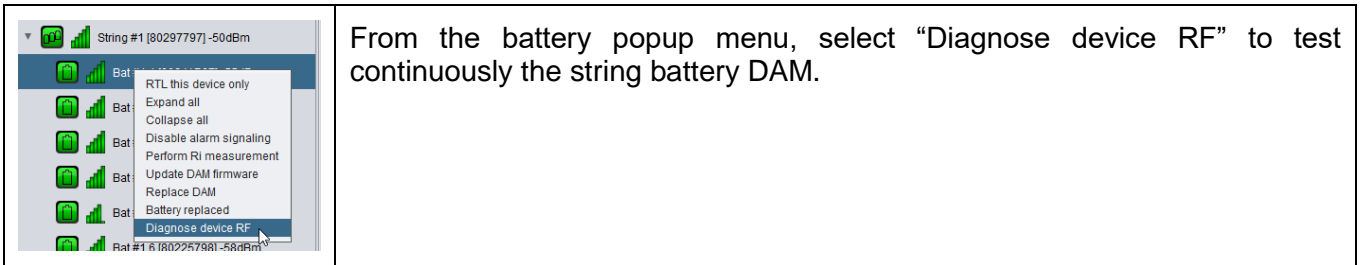 String #1 [80297797] -50dBm
Bat
RTL this device only
Expand all
Bat
Collapse all
Disable alarm signaling
Bat
Perform Ri measurement
Update DAM firmware
Bat
Replace DAM
Battery replaced
Bat
Diagnose device RF
Bat #1.6 [80225798] -58dBm
From the battery popup menu, select “Diagnose device RF” to test
continuously the string battery DAM.